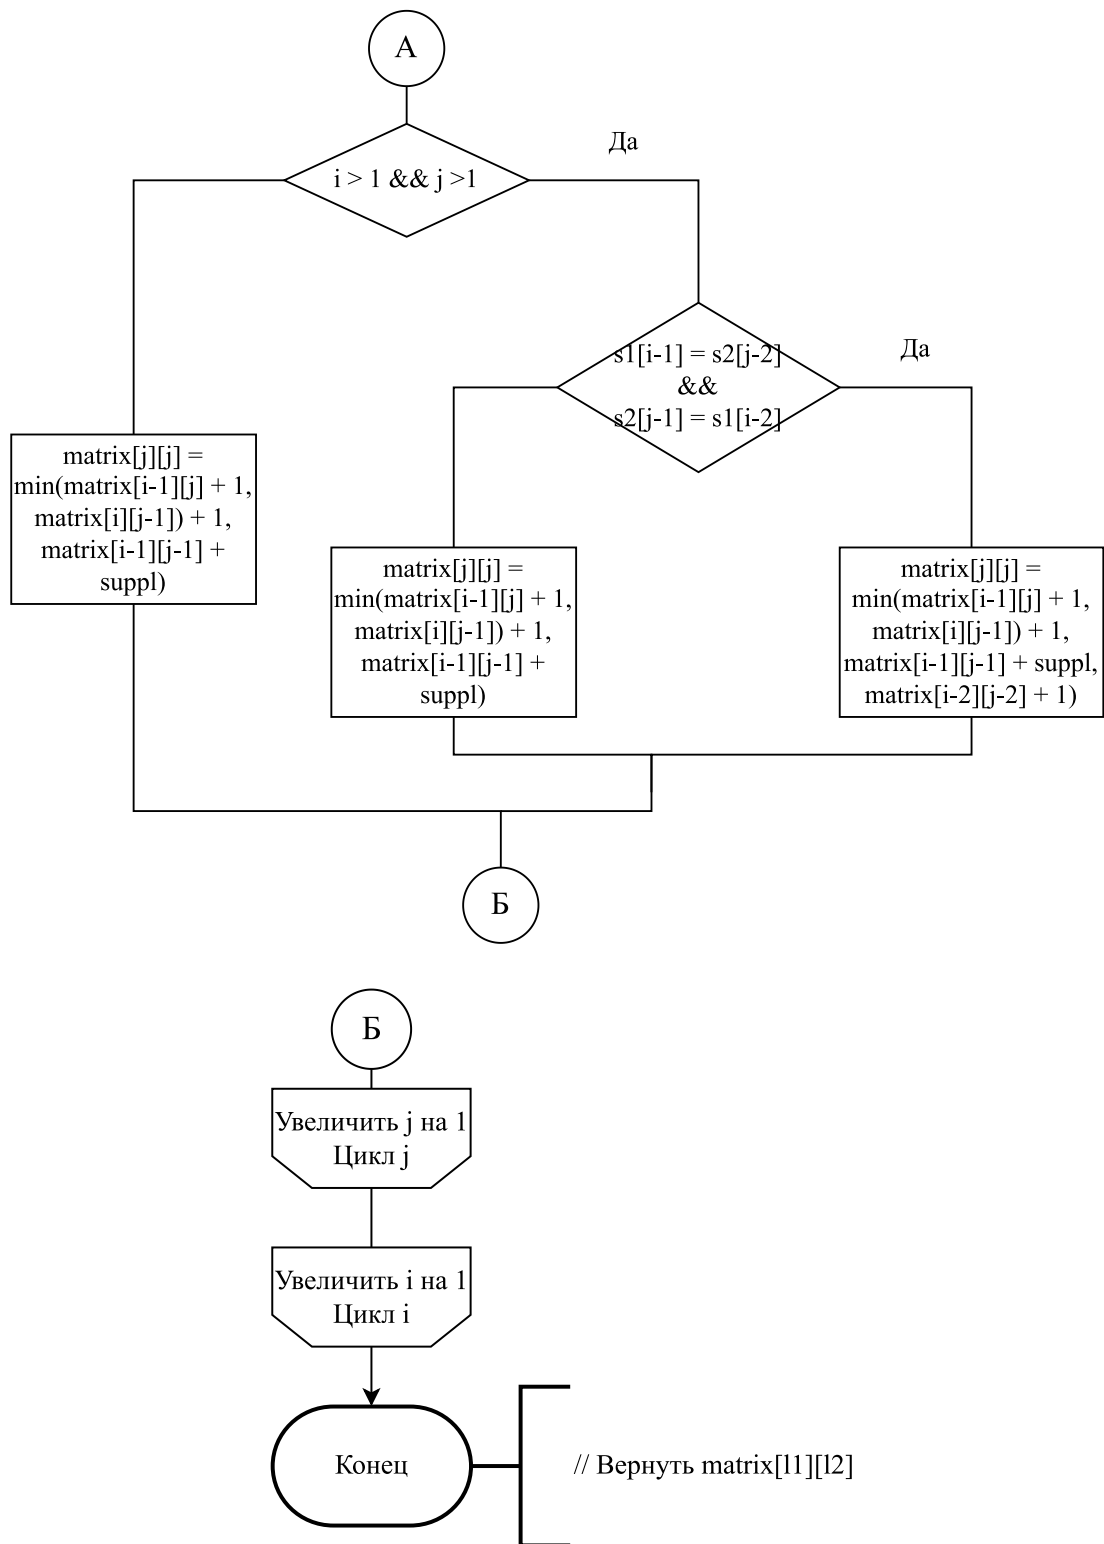 А
Да
i > 1 && j >1
s1[i-1] = s2[j-2]
&&
s2[j-1] = s1[i-2]
Да
matrix[j][j] =
min(matrix[i-1][j] + 1,
matrix[i][j-1]) + 1,
matrix[i-1][j-1] +
suppl)
matrix[j][j] =
min(matrix[i-1][j] + 1,
matrix[i][j-1]) + 1,
matrix[i-1][j-1] +
suppl)
matrix[j][j] =
min(matrix[i-1][j] + 1,
matrix[i][j-1]) + 1,
matrix[i-1][j-1] + suppl,
matrix[i-2][j-2] + 1)
Б
Б
Увеличить j на 1
Цикл j
Увеличить i на 1
Цикл i
Конец
// Вернуть matrix[l1][l2]